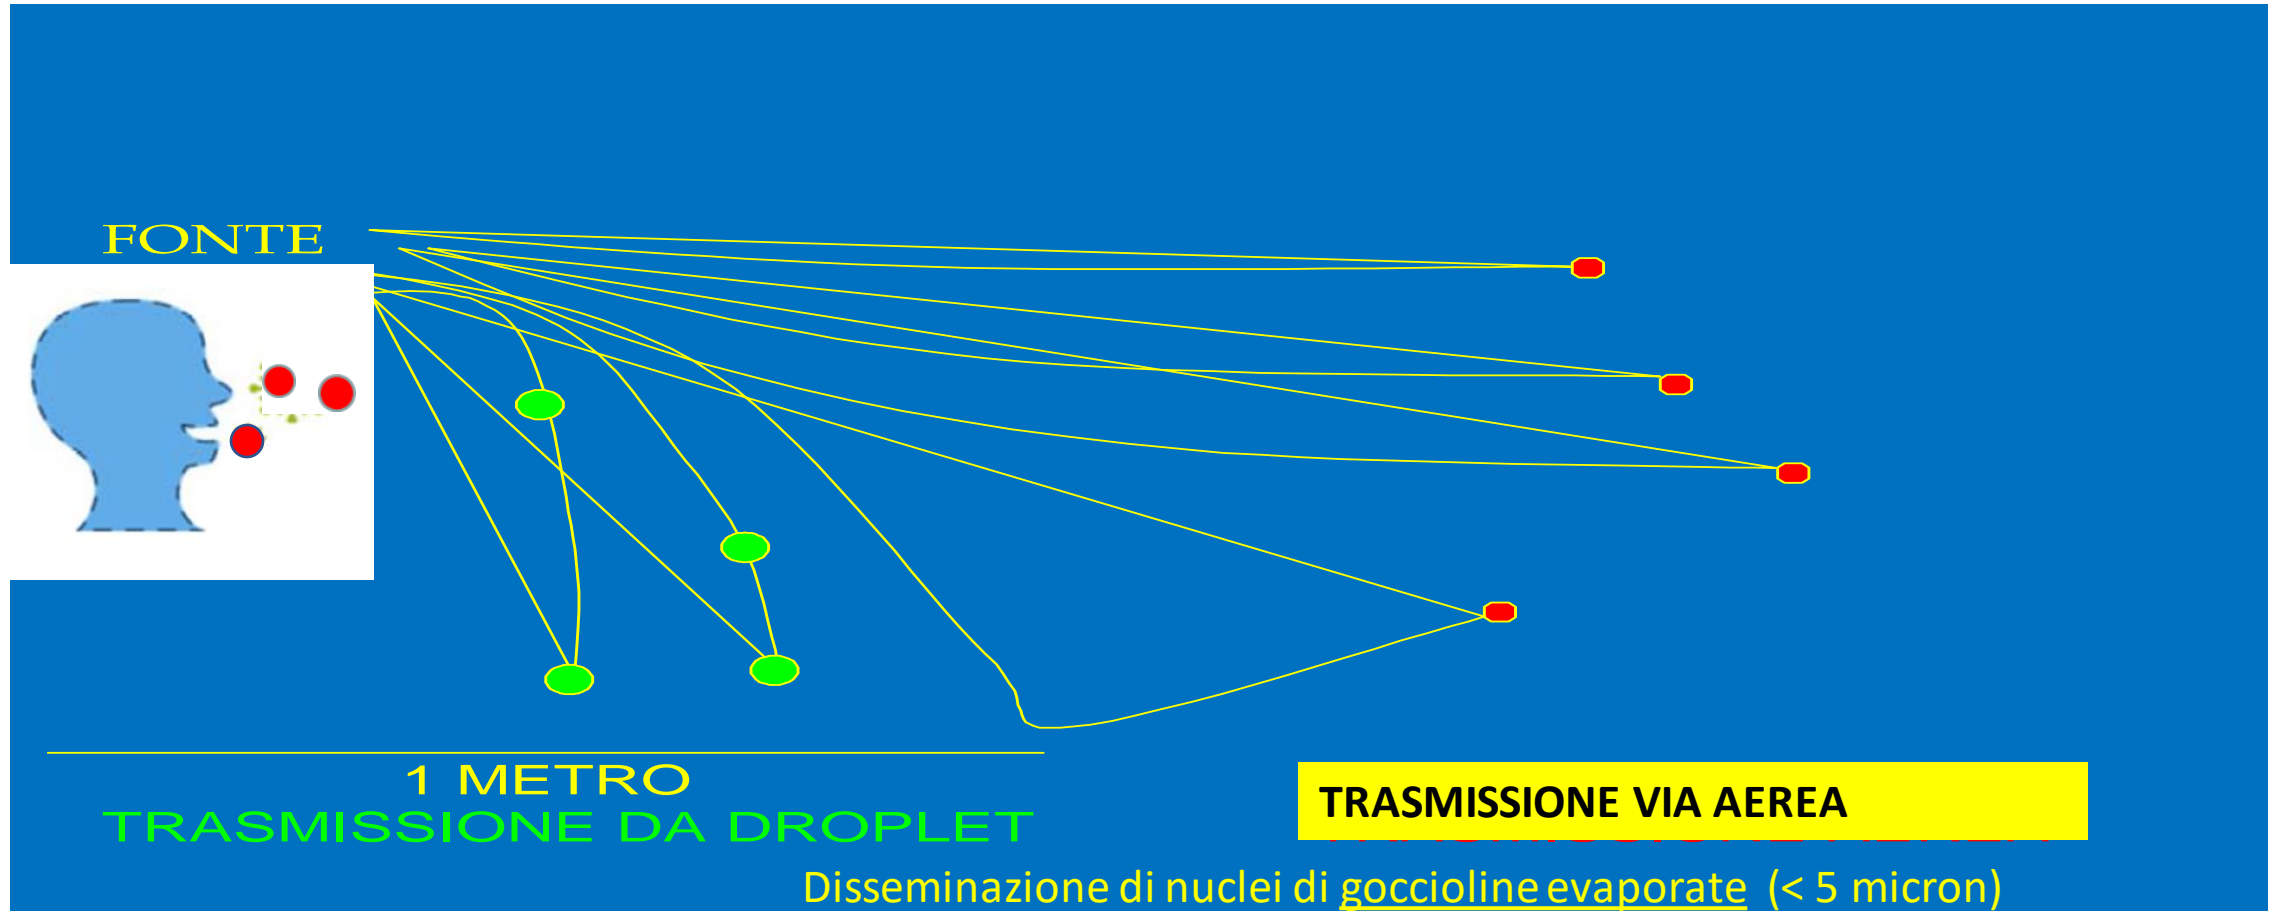 FONTE
1 METRO
TRASMISSIONE DA DROPLET
TRASMISSIONE VIA AEREA
Disseminazione di nuclei di goccioline evaporate (< 5 micron)